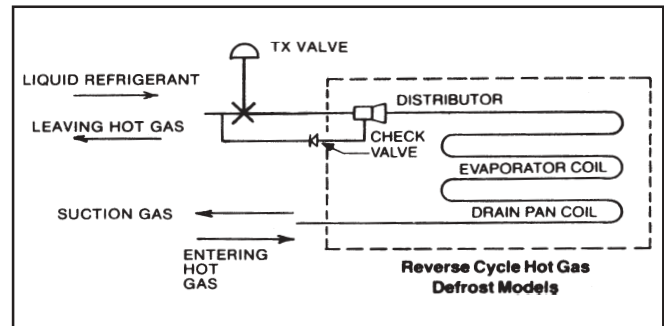 TX VALVE
LIQUID REFRIGERANT
DISTRIBUTOR
LEAVING HOT GAS
CHECK
VALVE
EVAPORATOR COIL
SUCTION GAS
DRAIN PAN COIL
ENTERING
HOT
GAS
Reverse Cycle Hot Gas
Defrost Models